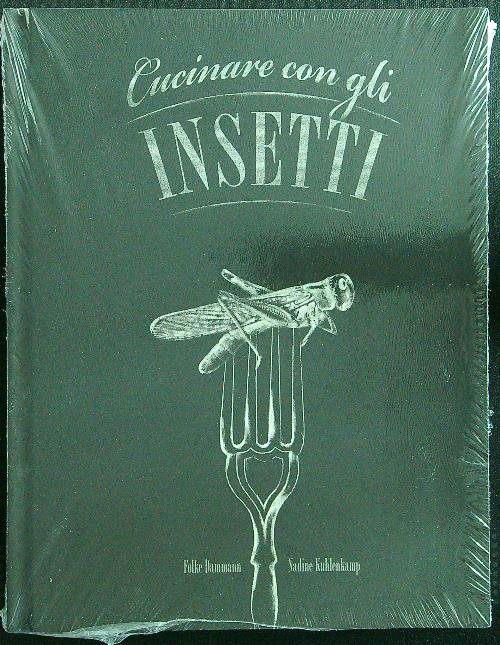 Cucinare con gli
INSETTI
Folke Dammann Nadine Kuhlenkamp